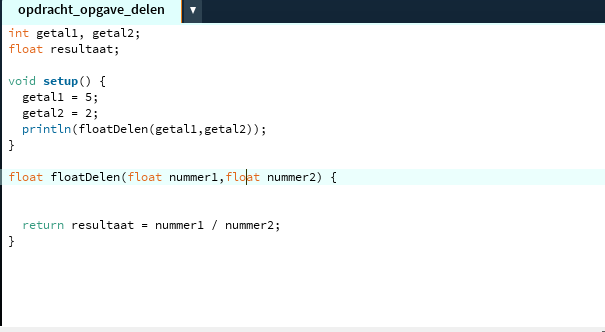 opdracht_opgave_delen ▼
int getal1, getal2;
float resultaat;
void setup() {
  getal1 = 5;
  getal2 = 2;
  println(floatDelen(getal1,getal2));
}
float floatDelen(float nummer1,float nummer2) {
  return resultaat = nummer1 / nummer2;
}